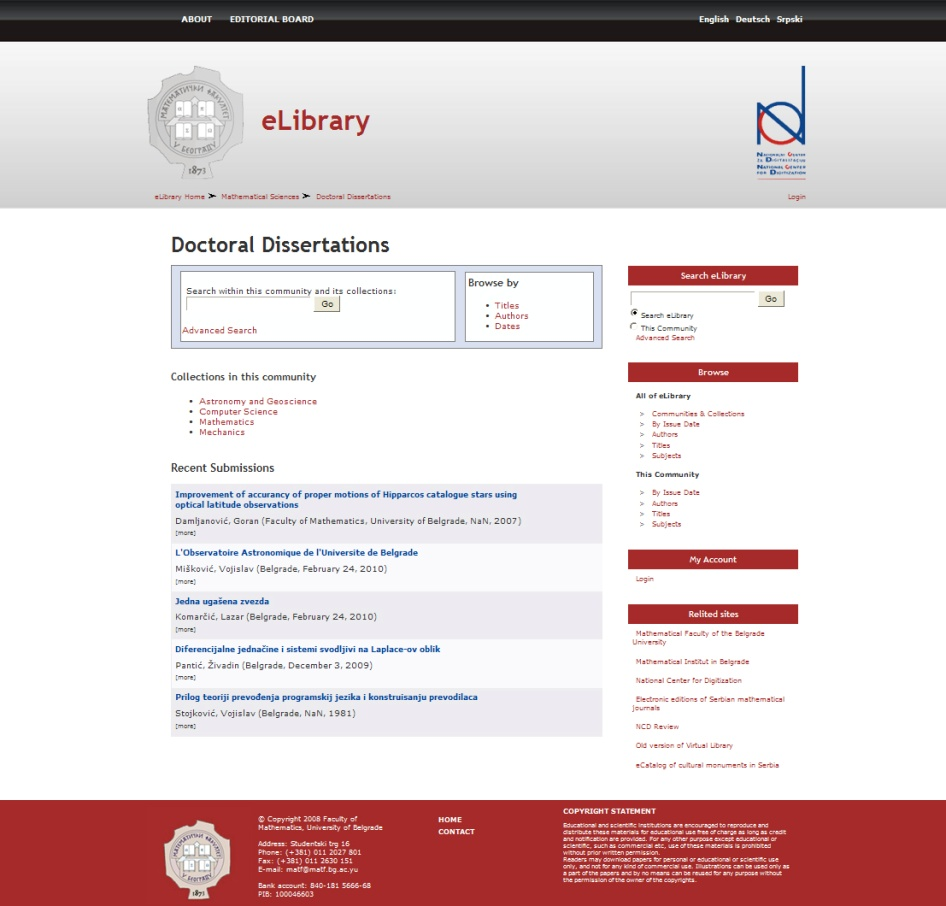 ABOUT EDITORIAL BOARD
English Deutsch Srpski
МАТЕМАТИЧКИ ФАКУЛТЕТ
У БЕОГРАДУ
1873
eLibrary
Nacionalni Centar
za Digitalizaciju
National Center
for Digitization
eLibrary Home Mathematical Sciences Doctoral Dissertations
Login
Doctoral Dissertations
Search within this community and its collections:
Go
Advanced Search
Browse by
• Titles
• Authors
• Dates
Collections in this community
• Astronomy and Geoscience
• Computer Science
• Mathematics
• Mechanics
Recent Submissions
Improvement of accurancy of proper motions of Hipparcos catalogue stars using
optical latitude observations
Damljanović, Goran (Faculty of Mathematics, University of Belgrade, NaN, 2007)
[more]
L'Observatoire Astronomique de l'Universite de Belgrade
Mišković, Vojislav (Belgrade, February 24, 2010)
[more]
Jedna ugašena zvezda
Komarčić, Lazar (Belgrade, February 24, 2010)
[more]
Diferencijalne jednačine i sistemi svodljivi na Laplace-ov oblik
Pantić, Živadin (Belgrade, December 3, 2009)
[more]
Prilog teoriji prevođenja programskij jezika i konstruisanju prevodilaca
Stojković, Vojislav (Belgrade, NaN, 1981)
[more]
Search eLibrary
Go
Search eLibrary
This Community
Advanced Search
Browse
All of eLibrary
> Communities & Collections
> By Issue Date
> Authors
> Titles
> Subjects
This Community
> By Issue Date
> Authors
> Titles
> Subjects
My Account
Login
Relited sites
Mathematical Faculty of the Belgrade
University
Mathematical Institut in Belgrade
National Center for Digitization
Electronic editions of Serbian mathematical
journals
NCD Review
Old version of Virtual Library
eCatalog of cultural monuments in Serbia
МАТЕМАТИЧКИ ФАКУЛТЕТ
У БЕОГРАДУ
1873
© Copyright 2008 Faculty of
Mathematics, University of Belgrade
Address: Studentski trg 16
Phone: (+381) 011 2027 801
Fax: (+381) 011 2630 151
E-mail: matf@matf.bg.ac.yu
Bank account: 840-181 5666-68
PIB: 100046603
HOME
CONTACT
COPYRIGHT STATEMENT
Educational and scientific institutions are encouraged to reproduce and
distribute these materials for educational use free of charge as long as credit
and notification are provided. For any other purpose except educational or
scientific, such as commercial etc, use of these materials is prohibited
without prior written permission.
Readers may download papers for personal or educational or scientific use
only, and not for any kind of commercial use. Illustrations can be used only as
a part of the papers and by no means can be reused for any purpose without
the permission of the owner of the copyrights.